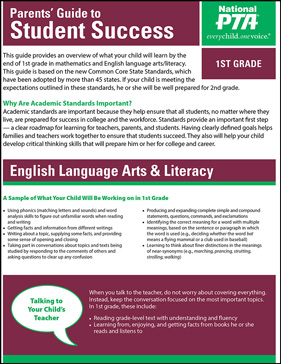 Parents' Guide to
Student Success
National
PTA
everychild.onevoice.
1ST GRADE
This guide provides an overview of what your child will learn by the
end of 1st grade in mathematics and English language arts/literacy.
This guide is based on the new Common Core State Standards, which
have been adopted by more than 45 states. If your child is meeting the
expectations outlined in these standards, he or she will be well prepared for 2nd grade.
Why Are Academic Standards Important?
Academic standards are important because they help ensure that all students, no matter where they
live, are prepared for success in college and the workforce. Standards provide an important first step
— a clear roadmap for learning for teachers, parents, and students. Having clearly defined goals helps
families and teachers work together to ensure that students succeed. They also will help your child
develop critical thinking skills that will prepare him or her for college and career.
English Language Arts & Literacy
A Sample of What Your Child Will Be Working on in 1st Grade
• Using phonics (matching letters and sounds) and word
analysis skills to figure out unfamiliar words when reading
and writing
• Getting facts and information from different writings
• Writing about a topic, supplying some facts, and providing
some sense of opening and closing
• Taking part in conversations about topics and texts being
studied by responding to the comments of others and
asking questions to clear up any confusion
• Producing and expanding complete simple and compound
statements, questions, commands, and exclamations
• Identifying the correct meaning for a word with multiple
meanings, based on the sentence or paragraph in which
the word is used (e.g., deciding whether the word bat
means a flying mammal or a club used in baseball)
• Learning to think about finer distinctions in the meanings
of near-synonyms (e.g., marching, prancing, strutting,
strolling, walking)
Talking to
Your Child's
Teacher
When you talk to the teacher, do not worry about covering everything.
Instead, keep the conversation focused on the most important topics.
In 1st grade, these include:
• Reading grade-level text with understanding and fluency
• Learning from, enjoying, and getting facts from books he or she
reads and listens to